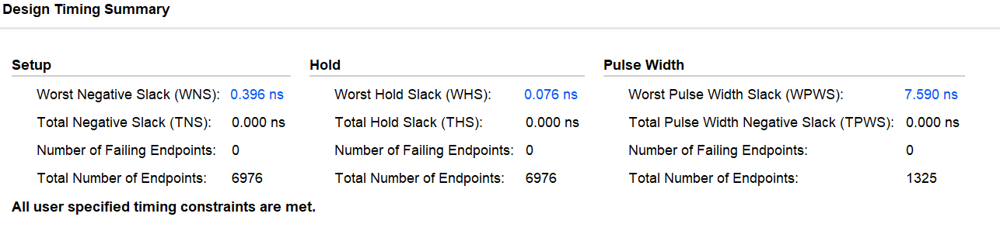 Design Timing Summary
Setup
Hold
Pulse Width
Worst Negative Slack (WNS): 0.396 ns
Worst Hold Slack (WHS): 0.076 ns
Worst Pulse Width Slack (WPWS): 7.590 ns
Total Negative Slack (TNS): 0.000 ns
Total Hold Slack (THS): 0.000 ns
Total Pulse Width Negative Slack (TPWS): 0.000 ns
Number of Failing Endpoints: 0
Number of Failing Endpoints: 0
Number of Failing Endpoints: 0
Total Number of Endpoints: 6976
Total Number of Endpoints: 6976
Total Number of Endpoints: 1325
All user specified timing constraints are met.